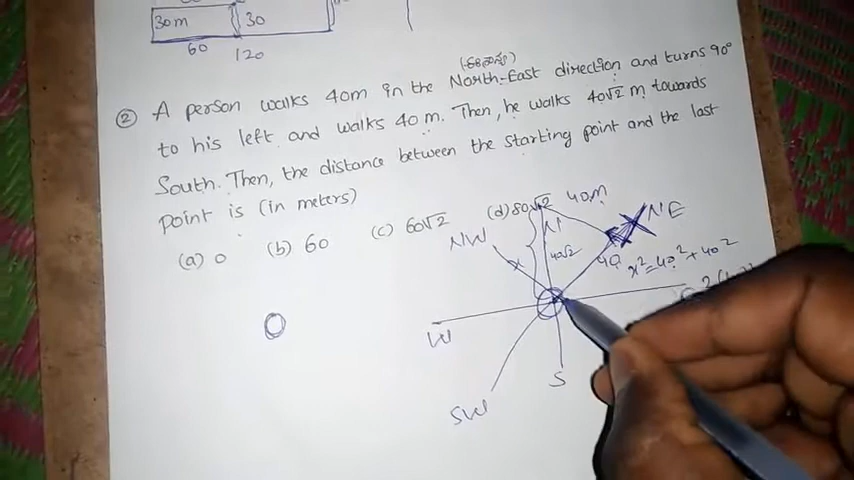 30m
30
60
120
② A person walks 40m in the North-East direction and turns 90°
to his left and walks 40 m. Then, he walks 40√2 m towards
South. Then, the distance between the starting point and the last
point is (in meters)
(a) 0 (b) 60 (c) 60√2 (d) 80√2
40m
NE
N
NW
40√2
40
x²=40²+40²
W
S
SW
0